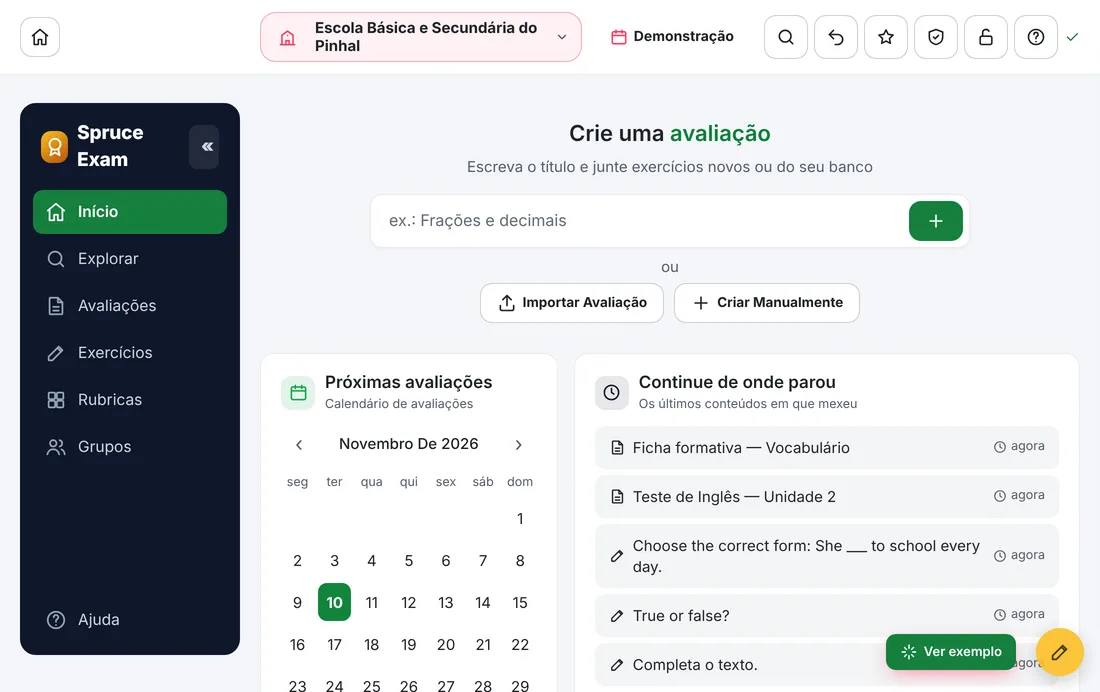 Escola Básica e Secundária do
Pinhal
Demonstração
Spruce
Exam
Início
Explorar
Avaliações
Exercícios
Rubricas
Grupos
Ajuda
Crie uma avaliação
Escreva o título e junte exercícios novos ou do seu banco
ex.: Frações e decimais
ou
Importar Avaliação
Criar Manualmente
Próximas avaliações
Calendário de avaliações
Novembro De 2026
seg ter qua qui sex sáb dom
1
2 3 4 5 6 7 8
9 10 11 12 13 14 15
16 17 18 19 20 21 22
23 24 25 26 27 28 29
Continue de onde parou
Os últimos conteúdos em que mexeu
Ficha formativa — Vocabulário agora
Teste de Inglês — Unidade 2 agora
Choose the correct form: She ___ to school every
day.
agora
True or false? agora
Completa o texto. agora
Ver exemplo